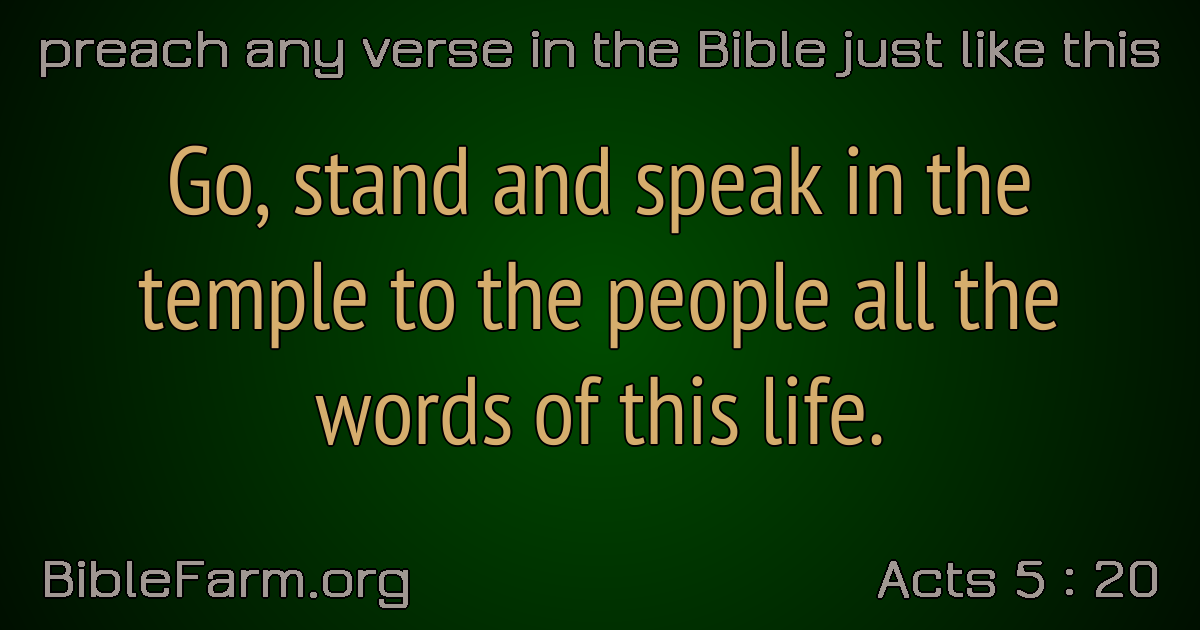 preach any verse in the Bible just like this
Go, stand and speak in the
temple to the people all the
words of this life.
BibleFarm.org
Acts 5 : 20